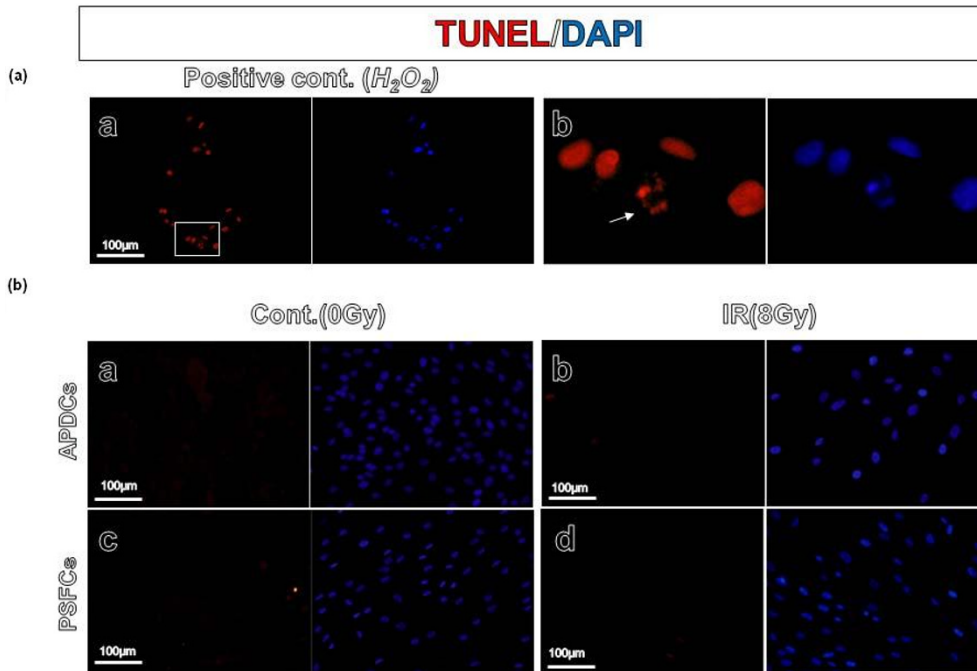 TUNEL/DAPI
(a)
Positive cont. (H₂O₂)
a
100μm
b
(b)
Cont.(0Gy)
IR(8Gy)
APDCs
a
100μm
b
100μm
PSFCs
c
100μm
d
100μm